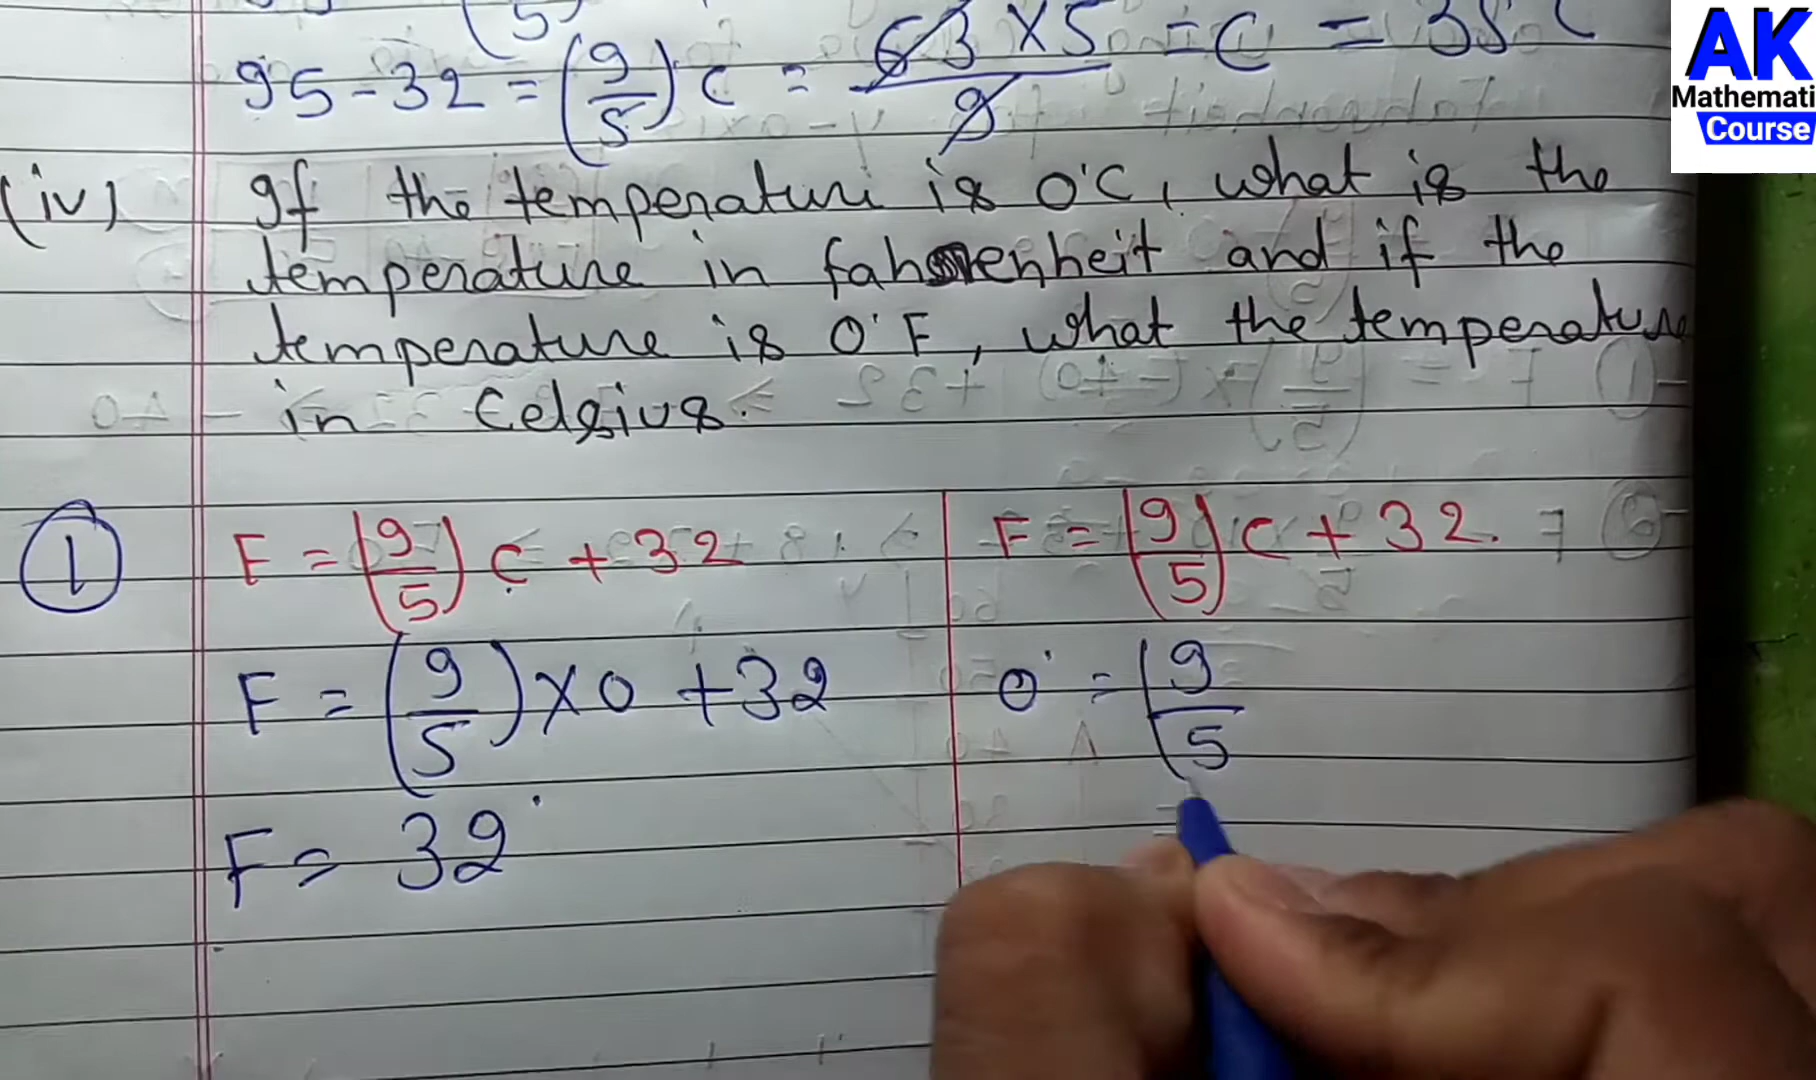 95-32 = (9/5) C = 63 X 5 / 9 = C = 35
AK
Mathemati
Course
(iv) If the temperature is 0°C, what is the
temperature in fahrenheit and if the
temperature is 0°F, what the temperature
in Celsius.
1 F = (9/5) C + 32
F = (9/5) X 0 + 32
F = 32°
F = (9/5) C + 32.
0° = (9/5